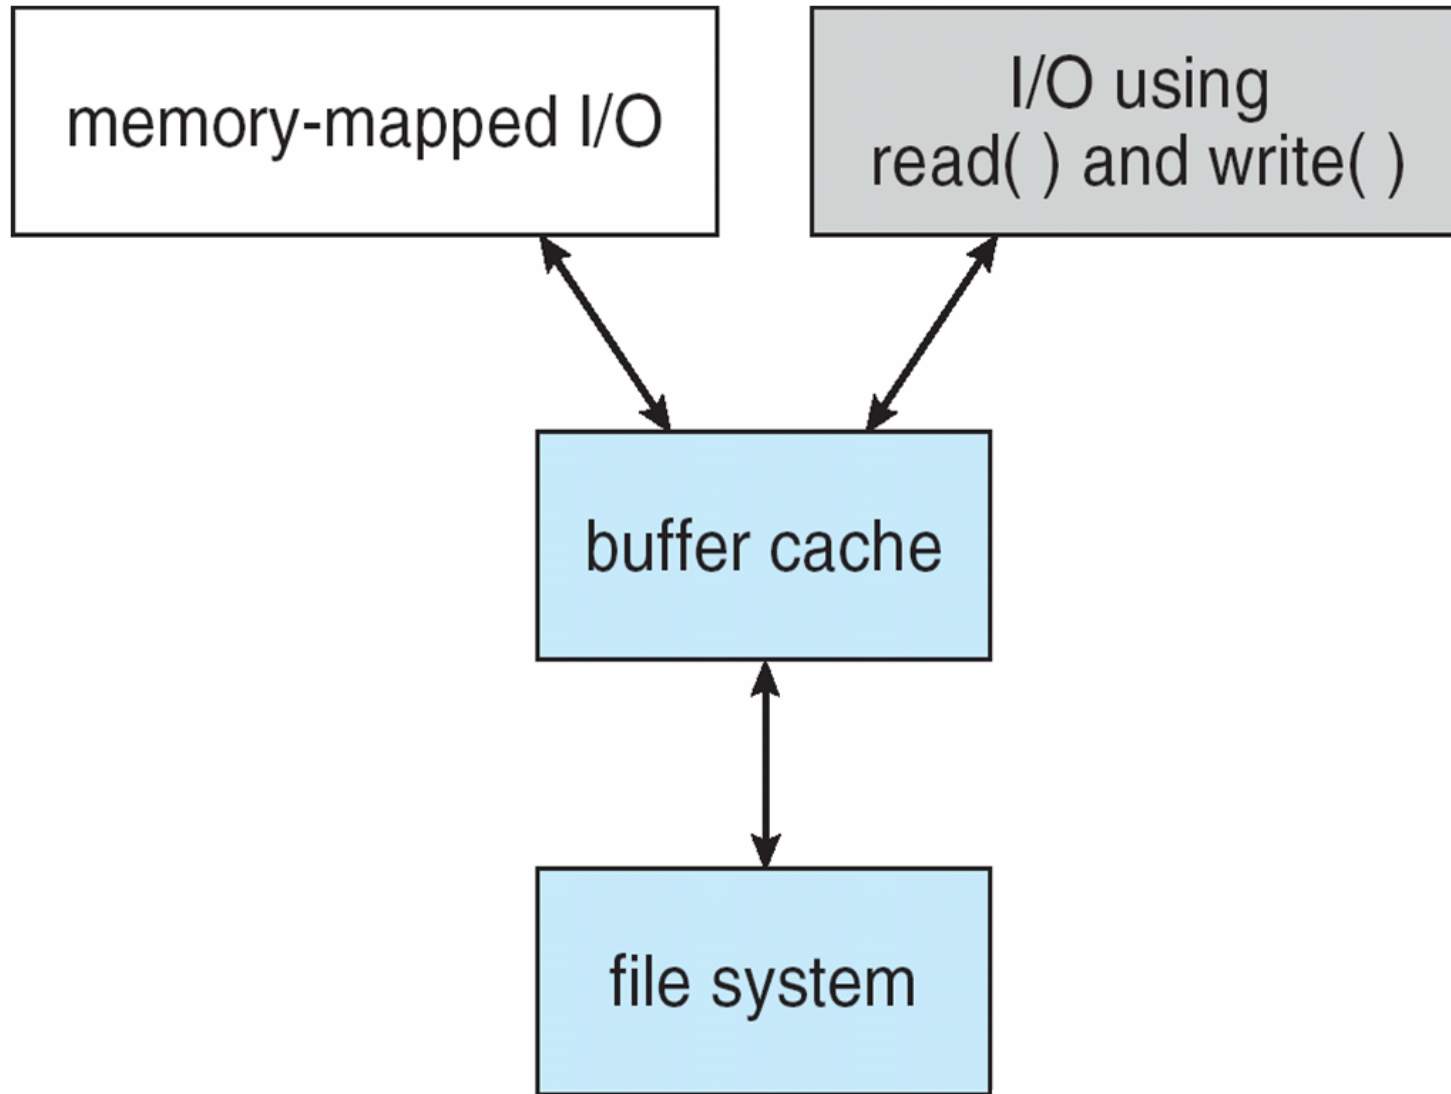 memory-mapped I/O
I/O using
read( ) and write( )
buffer cache
file system